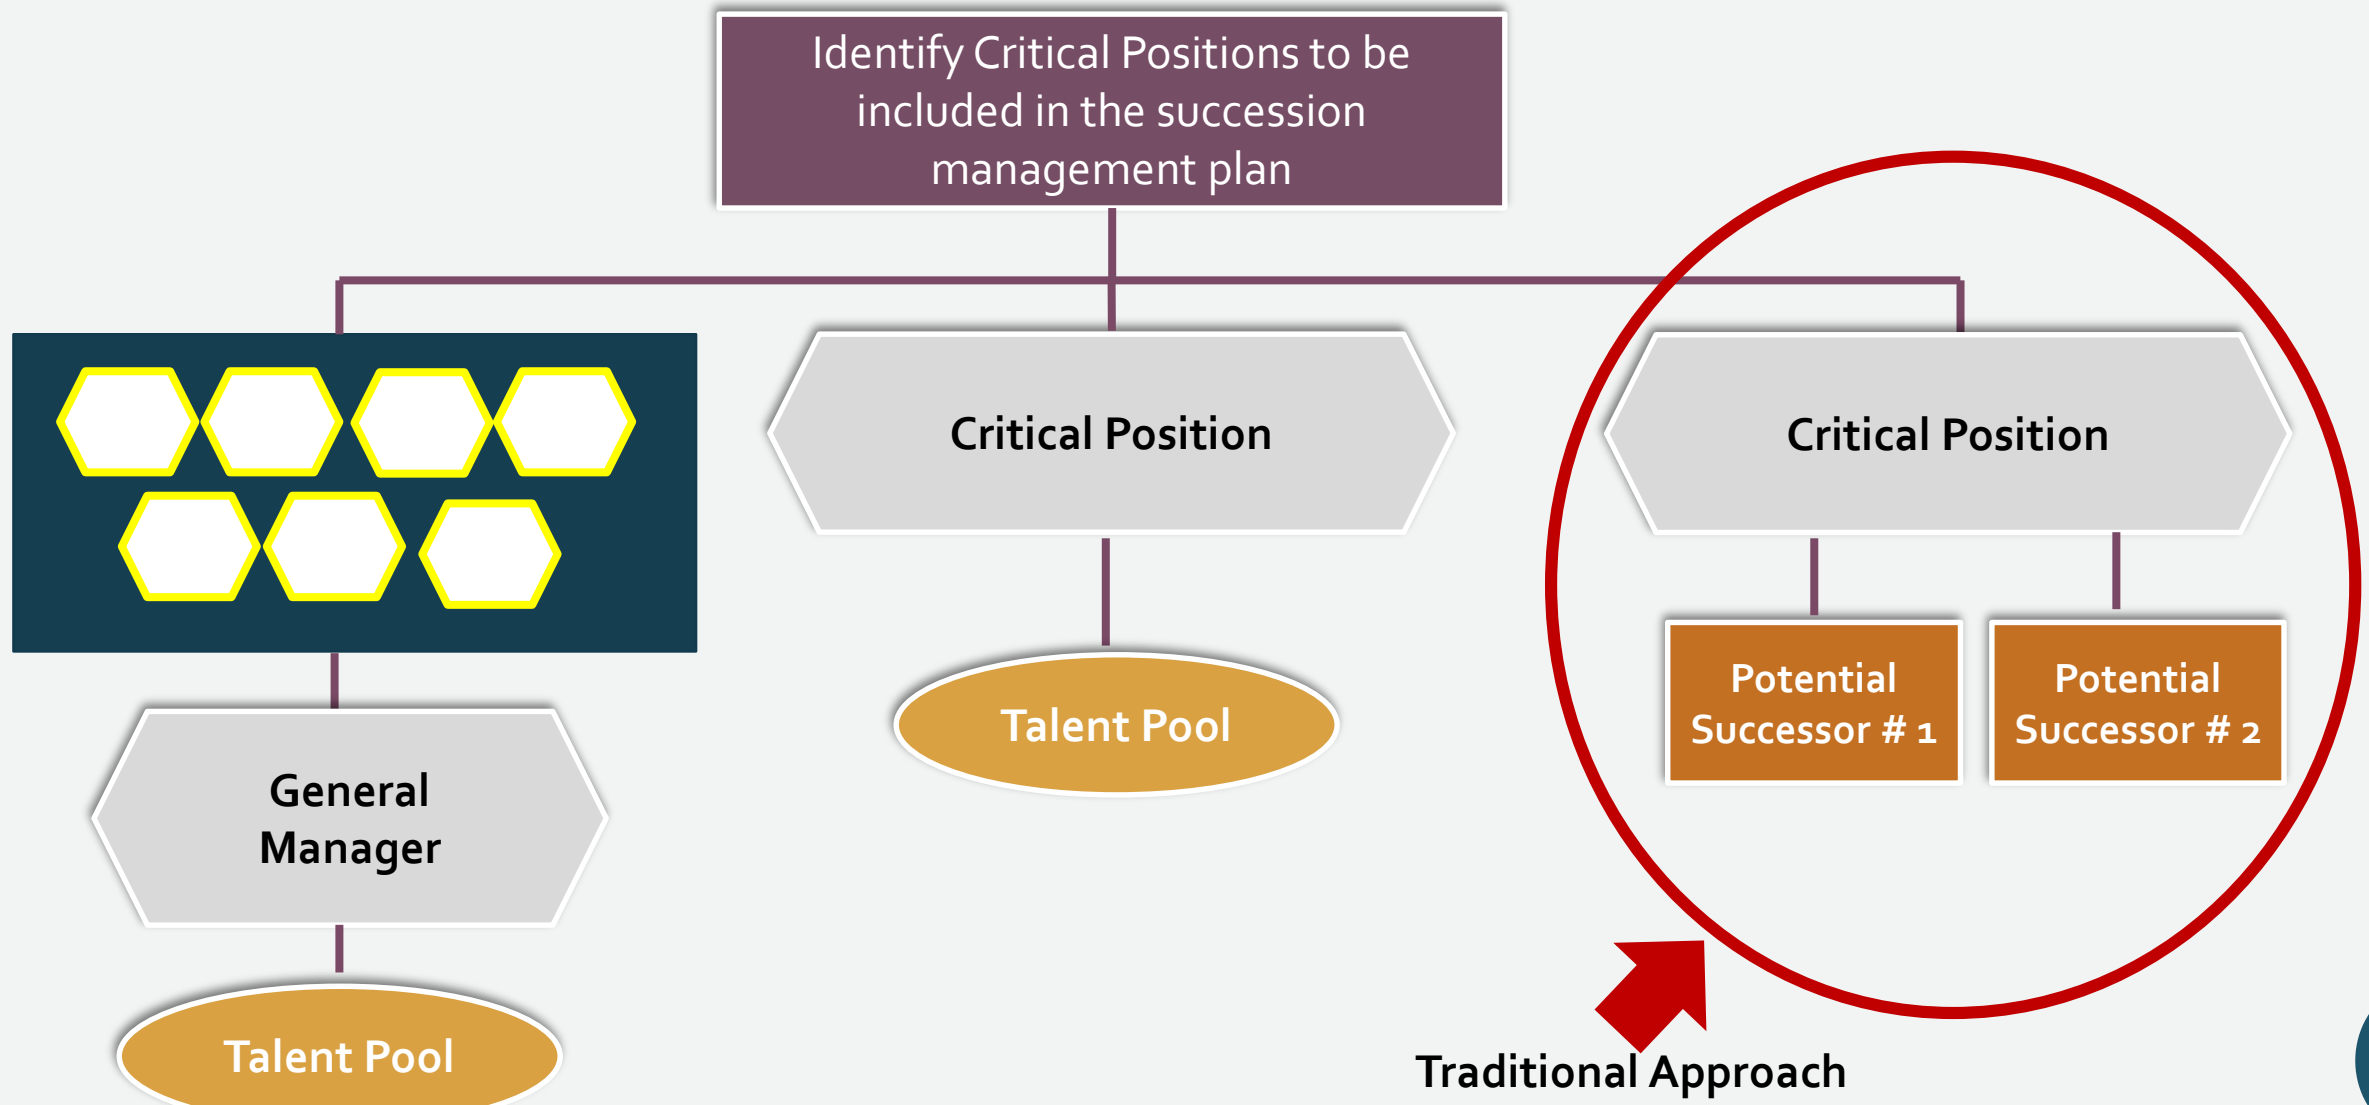 Identify Critical Positions to be
included in the succession
management plan
Critical Position
Critical Position
Potential
Successor # 1
Potential
Successor # 2
Talent Pool
General
Manager
Talent Pool
Traditional Approach